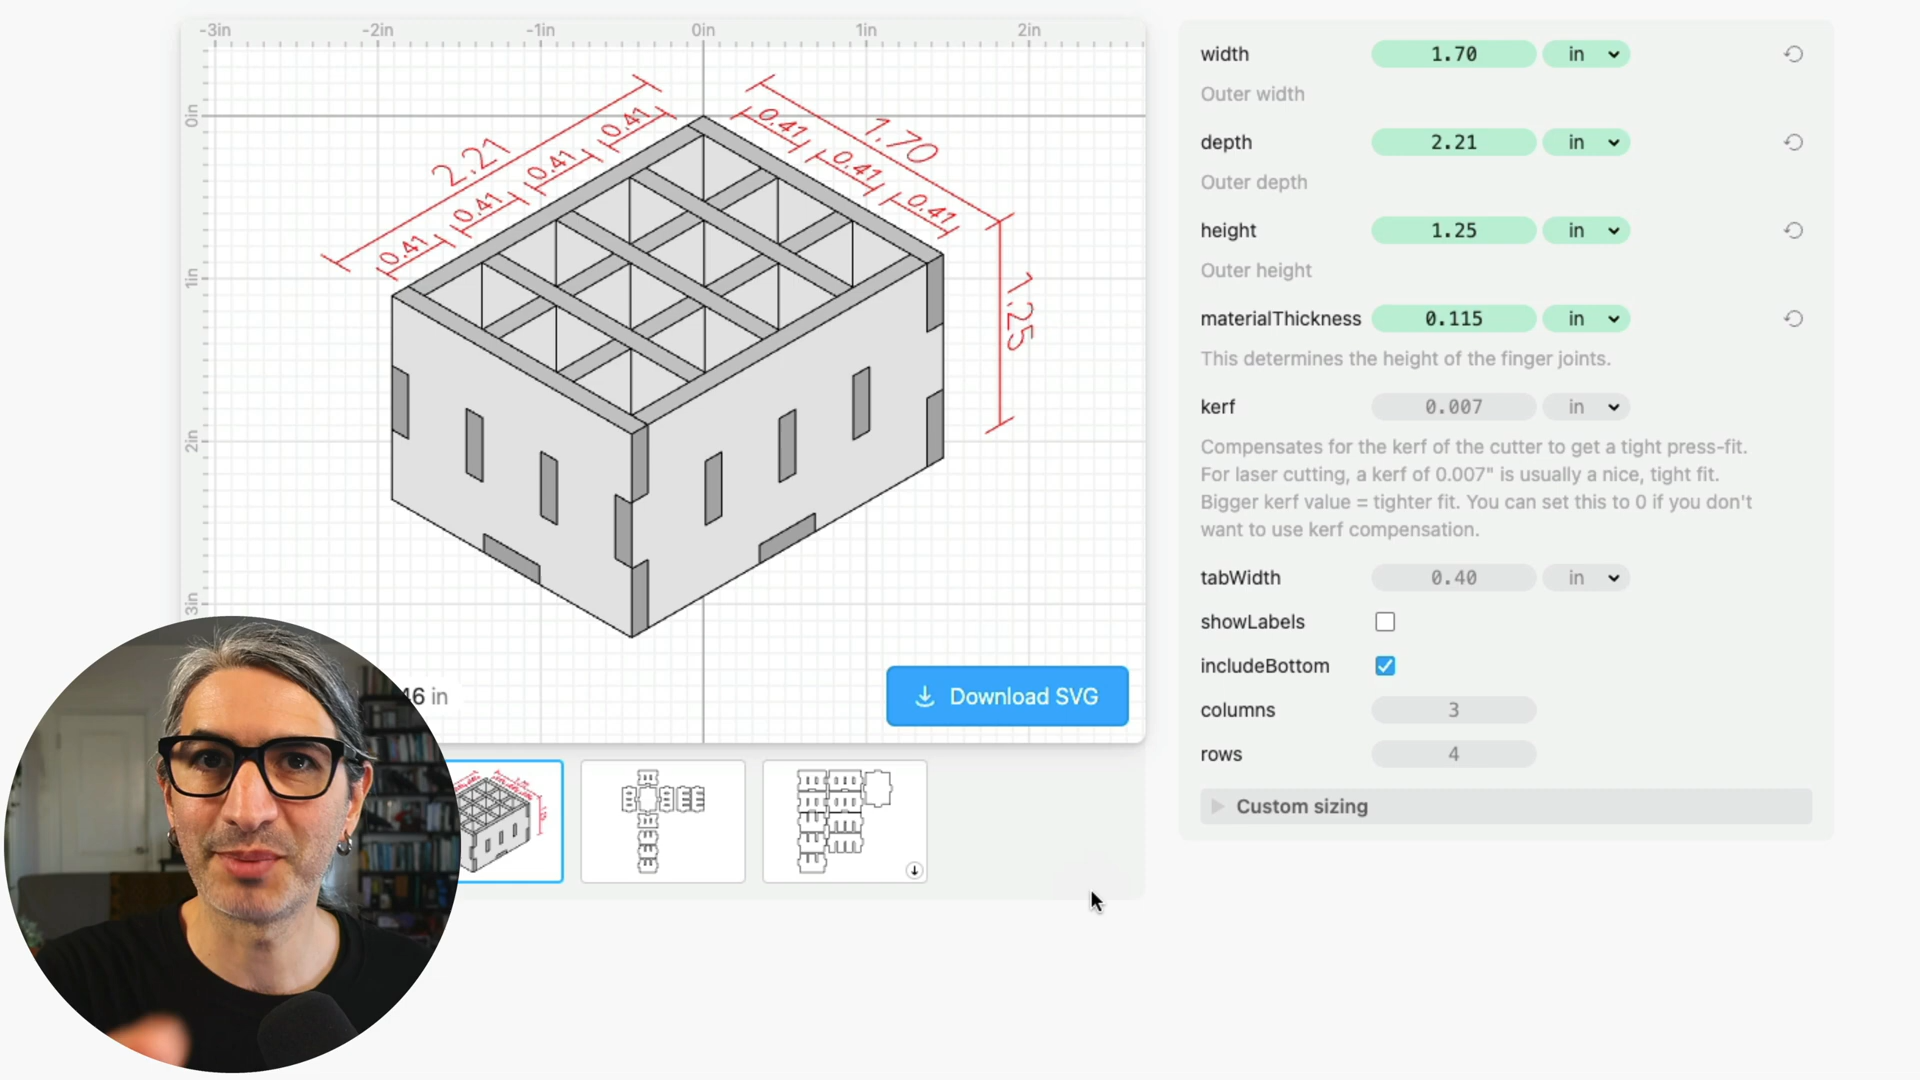 -3in -2in -1in 0in 1in 2in
0in
1in
2in
3in
2.21
0.41
0.41
0.41
0.41
1.70
0.41
0.41
0.41
1.25
46 in
Download SVG
width 1.70 in
Outer width
depth 2.21 in
Outer depth
height 1.25 in
Outer height
materialThickness 0.115 in
This determines the height of the finger joints.
kerf 0.007 in
Compensates for the kerf of the cutter to get a tight press-fit.
For laser cutting, a kerf of 0.007" is usually a nice, tight fit.
Bigger kerf value = tighter fit. You can set this to 0 if you don't
want to use kerf compensation.
tabWidth 0.40 in
showLabels
includeBottom
columns 3
rows 4
Custom sizing